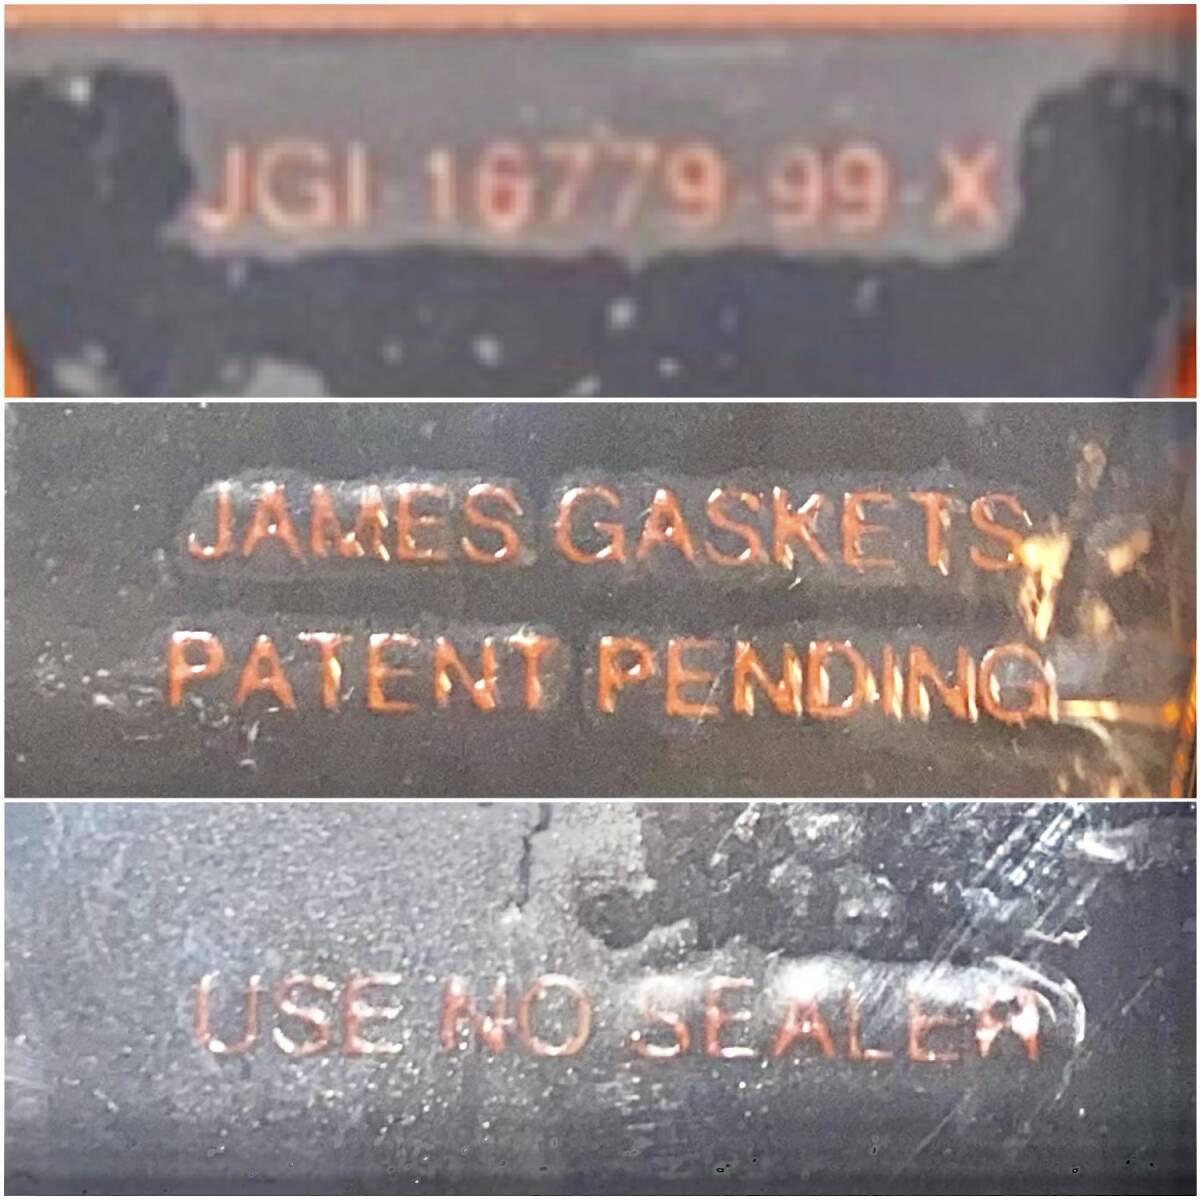 JGI 16779-99-X
JAMES GASKETS
PATENT PENDING
USE NO SEALER